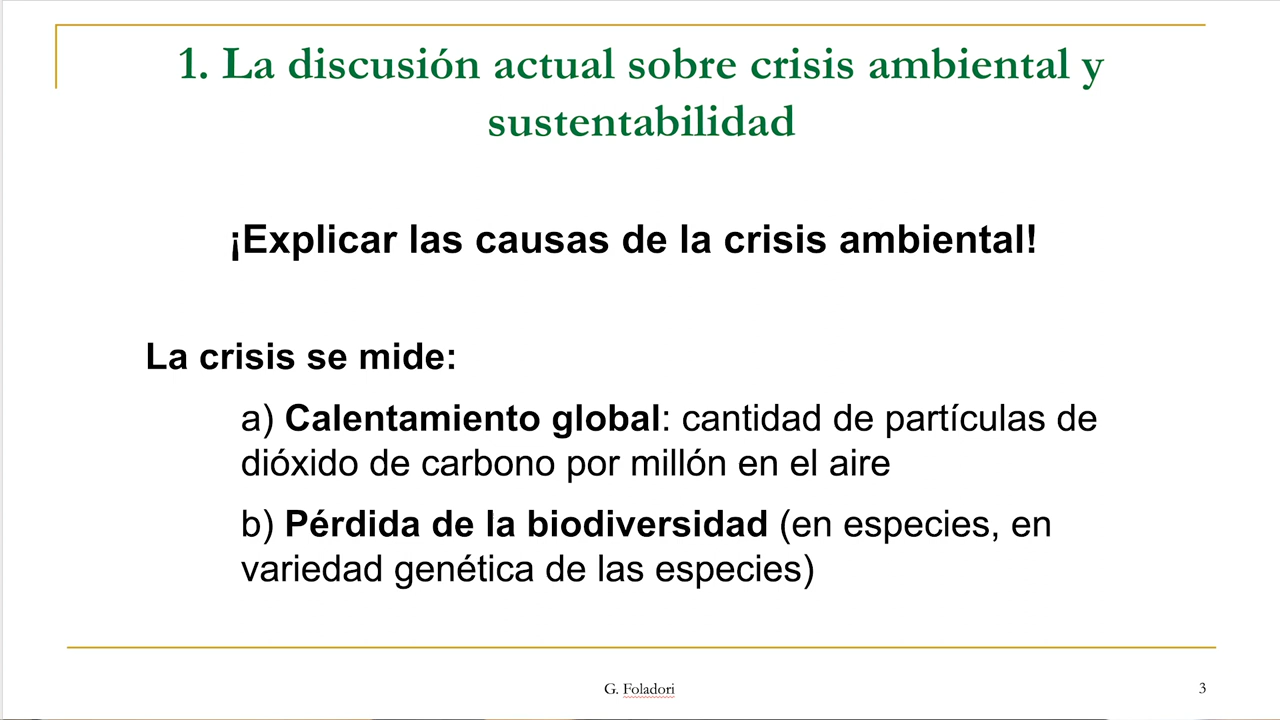 1. La discusión actual sobre crisis ambiental y
sustentabilidad
¡Explicar las causas de la crisis ambiental!
La crisis se mide:
a) Calentamiento global: cantidad de partículas de
dióxido de carbono por millón en el aire
b) Pérdida de la biodiversidad (en especies, en
variedad genética de las especies)
G. Foladori
3